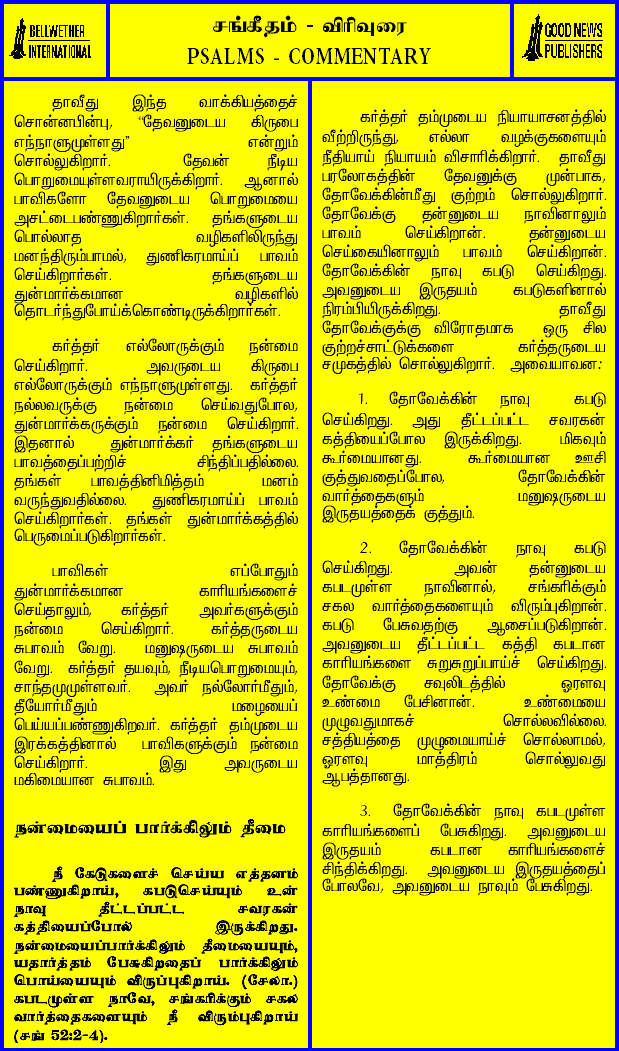 BELLWETHER
INTERNATIONAL
சங்கீதம் - விரிவுரை
PSALMS - COMMENTARY
GOOD NEWS
PUBLISHERS
தாவீது இந்த வாக்கியத்தைச்
சொன்னபின்பு, “தேவனுடைய கிருபை
எந்நாளுமுள்ளது” என்றும்
சொல்லுகிறார். தேவன் நீடிய
பொறுமையுள்ளவராயிருக்கிறார். ஆனால்
பாவிகளோ தேவனுடைய பொறுமையை
அசட்டைபண்ணுகிறார்கள். தங்களுடைய
பொல்லாத வழிகளிலிருந்து
மனந்திரும்பாமல், துணிகரமாய்ப் பாவம்
செய்கிறார்கள். தங்களுடைய
துன்மார்க்கமான வழிகளில்
தொடர்ந்துபோய்க்கொண்டிருக்கிறார்கள்.
கர்த்தர் எல்லோருக்கும் நன்மை
செய்கிறார். அவருடைய கிருபை
எல்லோருக்கும் எந்நாளுமுள்ளது. கர்த்தர்
நல்லவருக்கு நன்மை செய்வதுபோல,
துன்மார்க்கருக்கும் நன்மை செய்கிறார்.
இதனால் துன்மார்க்கர் தங்களுடைய
பாவத்தைப்பற்றிச் சிந்திப்பதில்லை.
தங்கள் பாவத்தினிமித்தம் மனம்
வருந்துவதில்லை. துணிகரமாய்ப் பாவம்
செய்கிறார்கள். தங்கள் துன்மார்க்கத்தில்
பெருமைப்படுகிறார்கள்.
பாவிகள் எப்போதும்
துன்மார்க்கமான காரியங்களைச்
செய்தாலும், கர்த்தர் அவர்களுக்கும்
நன்மை செய்கிறார். கர்த்தருடைய
சுபாவம் வேறு. மனுஷருடைய சுபாவம்
வேறு. கர்த்தர் தயவும், நீடியபொறுமையும்,
சாந்தமுமுள்ளவர். அவர் நல்லோர்மீதும்,
தீயோர்மீதும் மழையைப்
பெய்யப்பண்ணுகிறவர். கர்த்தர் தம்முடைய
இரக்கத்தினால் பாவிகளுக்கும் நன்மை
செய்கிறார். இது அவருடைய
மகிமையான சுபாவம்.
நன்மையைப் பார்க்கிலும் தீமை
நீ கேடுகளைச் செய்ய எத்தனம்
பண்ணுகிறாய், கபடுசெய்யும் உன்
நாவு தீட்டப்பட்ட சவரகன்
கத்தியைப்போல் இருக்கிறது.
நன்மையைப்பார்க்கிலும் தீமையையும்,
யதார்த்தம் பேசுகிறதைப் பார்க்கிலும்
பொய்யையும் விருப்புகிறாய். (சேலா.)
கபடமுள்ள நாவே, சங்கரிக்கும் சகல
வார்த்தைகளையும் நீ விரும்புகிறாய்
(சங் 52:2-4).
கர்த்தர் தம்முடைய நியாயாசனத்தில்
வீற்றிருந்து, எல்லா வழக்குகளையும்
நீதியாய் நியாயம் விசாரிக்கிறார். தாவீது
பரலோகத்தின் தேவனுக்கு முன்பாக,
தோவேக்கின்மீது குற்றம் சொல்லுகிறார்.
தோவேக்கு தன்னுடைய நாவினாலும்
பாவம் செய்கிறான். தன்னுடைய
செய்கையினாலும் பாவம் செய்கிறான்.
தோவேக்கின் நாவு கபடு செய்கிறது.
அவனுடைய இருதயம் கபடுகளினால்
நிரம்பியிருக்கிறது. தாவீது
தோவேக்குக்கு விரோதமாக ஒரு சில
குற்றச்சாட்டுக்களை கர்த்தருடைய
சமுகத்தில் சொல்லுகிறார். அவையாவன:
1. தோவேக்கின் நாவு கபடு
செய்கிறது. அது தீட்டப்பட்ட சவரகன்
கத்தியைப்போல இருக்கிறது. மிகவும்
கூர்மையானது. கூர்மையான ஊசி
குத்துவதைப்போல, தோவேக்கின்
வார்த்தைகளும் மனுஷருடைய
இருதயத்தைக் குத்தும்.
2. தோவேக்கின் நாவு கபடு
செய்கிறது. அவன் தன்னுடைய
கபடமுள்ள நாவினால், சங்கரிக்கும்
சகல வார்த்தைகளையும் விரும்புகிறான்.
கபடு பேசுவதற்கு ஆசைப்படுகிறான்.
அவனுடைய தீட்டப்பட்ட கத்தி கபடான
காரியங்களை சுறுசுறுப்பாய்ச் செய்கிறது.
தோவேக்கு சவுலிடத்தில் ஓரளவு
உண்மை பேசினான். உண்மையை
முழுவதுமாகச் சொல்லவில்லை.
சத்தியத்தை முழுமையாய்ச் சொல்லாமல்,
ஓரளவு மாத்திரம் சொல்லுவது
ஆபத்தானது.
3. தோவேக்கின் நாவு கபடமுள்ள
காரியங்களைப் பேசுகிறது. அவனுடைய
இருதயம் கபடான காரியங்களைச்
சிந்திக்கிறது. அவனுடைய இருதயத்தைப்
போலவே, அவனுடைய நாவும் பேசுகிறது.